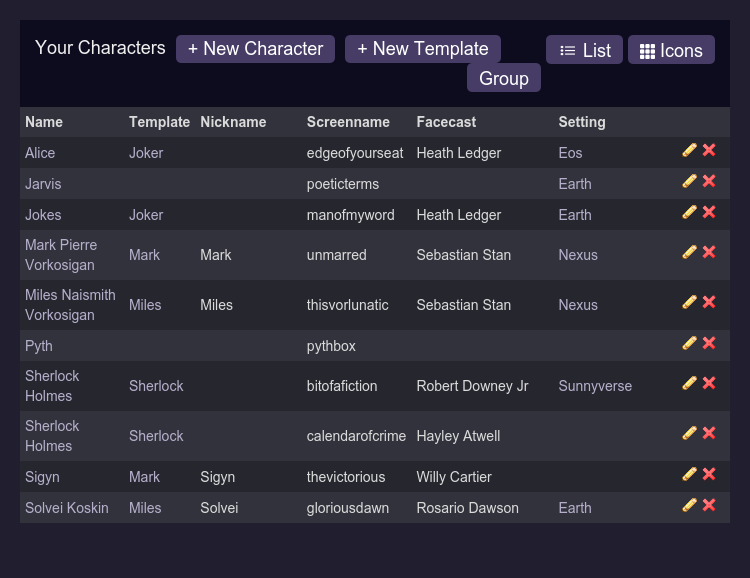 Your Characters + New Character + New Template List Icons
Group
Name Template Nickname Screenname Facecast Setting
Alice Joker edgeofyourseat Heath Ledger Eos
Jarvis poeticterms Earth
Jokes Joker manofmyword Heath Ledger Earth
Mark Pierre
Vorkosigan Mark Mark unmarred Sebastian Stan Nexus
Miles Naismith
Vorkosigan Miles Miles thisvorlunatic Sebastian Stan Nexus
Pyth pythbox
Sherlock
Holmes Sherlock bitofafiction Robert Downey Jr Sunnyverse
Sherlock
Holmes Sherlock calendarofcrime Hayley Atwell
Sigyn Mark Sigyn thevictorious Willy Cartier
Solvei Koskin Miles Solvei gloriousdawn Rosario Dawson Earth